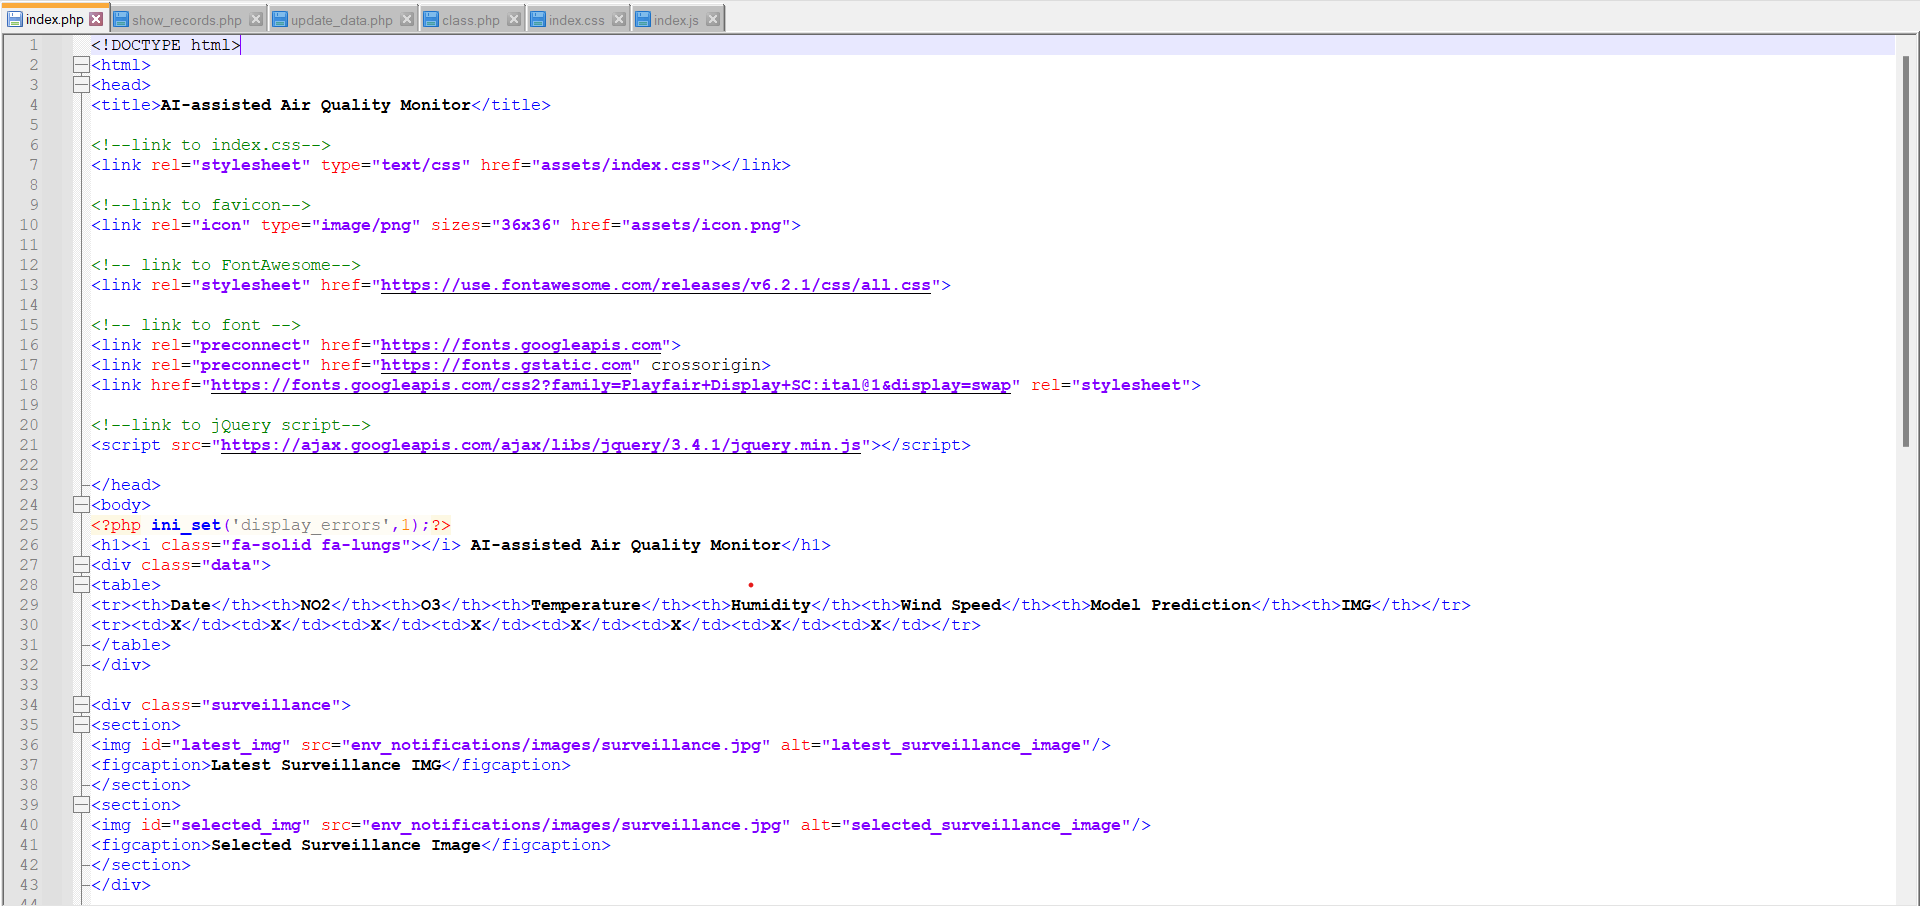 index.php show_records.php update_data.php class.php index.css index.js
1 <!DOCTYPE html>
2 <html>
3 <head>
4 <title>AI-assisted Air Quality Monitor</title>
5
6 <!--link to index.css-->
7 <link rel="stylesheet" type="text/css" href="assets/index.css"></link>
8
9 <!--link to favicon-->
10 <link rel="icon" type="image/png" sizes="36x36" href="assets/icon.png">
11
12 <!-- link to FontAwesome-->
13 <link rel="stylesheet" href="https://use.fontawesome.com/releases/v6.2.1/css/all.css">
14
15 <!-- link to font -->
16 <link rel="preconnect" href="https://fonts.googleapis.com">
17 <link rel="preconnect" href="https://fonts.gstatic.com" crossorigin>
18 <link href="https://fonts.googleapis.com/css2?family=Playfair+Display+SC:ital@1&display=swap" rel="stylesheet">
19
20 <!--link to jQuery script-->
21 <script src="https://ajax.googleapis.com/ajax/libs/jquery/3.4.1/jquery.min.js"></script>
22
23 </head>
24 <body>
25 <?php ini_set('display_errors',1);?>
26 <h1><i class="fa-solid fa-lungs"></i> AI-assisted Air Quality Monitor</h1>
27 <div class="data">
28 <table>
29 <tr><th>Date</th><th>NO2</th><th>O3</th><th>Temperature</th><th>Humidity</th><th>Wind Speed</th><th>Model Prediction</th><th>IMG</th></tr>
30 <tr><td>X</td><td>X</td><td>X</td><td>X</td><td>X</td><td>X</td><td>X</td><td>X</td></tr>
31 </table>
32 </div>
33
34 <div class="surveillance">
35 <section>
36 <img id="latest_img" src="env_notifications/images/surveillance.jpg" alt="latest_surveillance_image"/>
37 <figcaption>Latest Surveillance IMG</figcaption>
38 </section>
39 <section>
40 <img id="selected_img" src="env_notifications/images/surveillance.jpg" alt="selected_surveillance_image"/>
41 <figcaption>Selected Surveillance Image</figcaption>
42 </section>
43 </div>
44